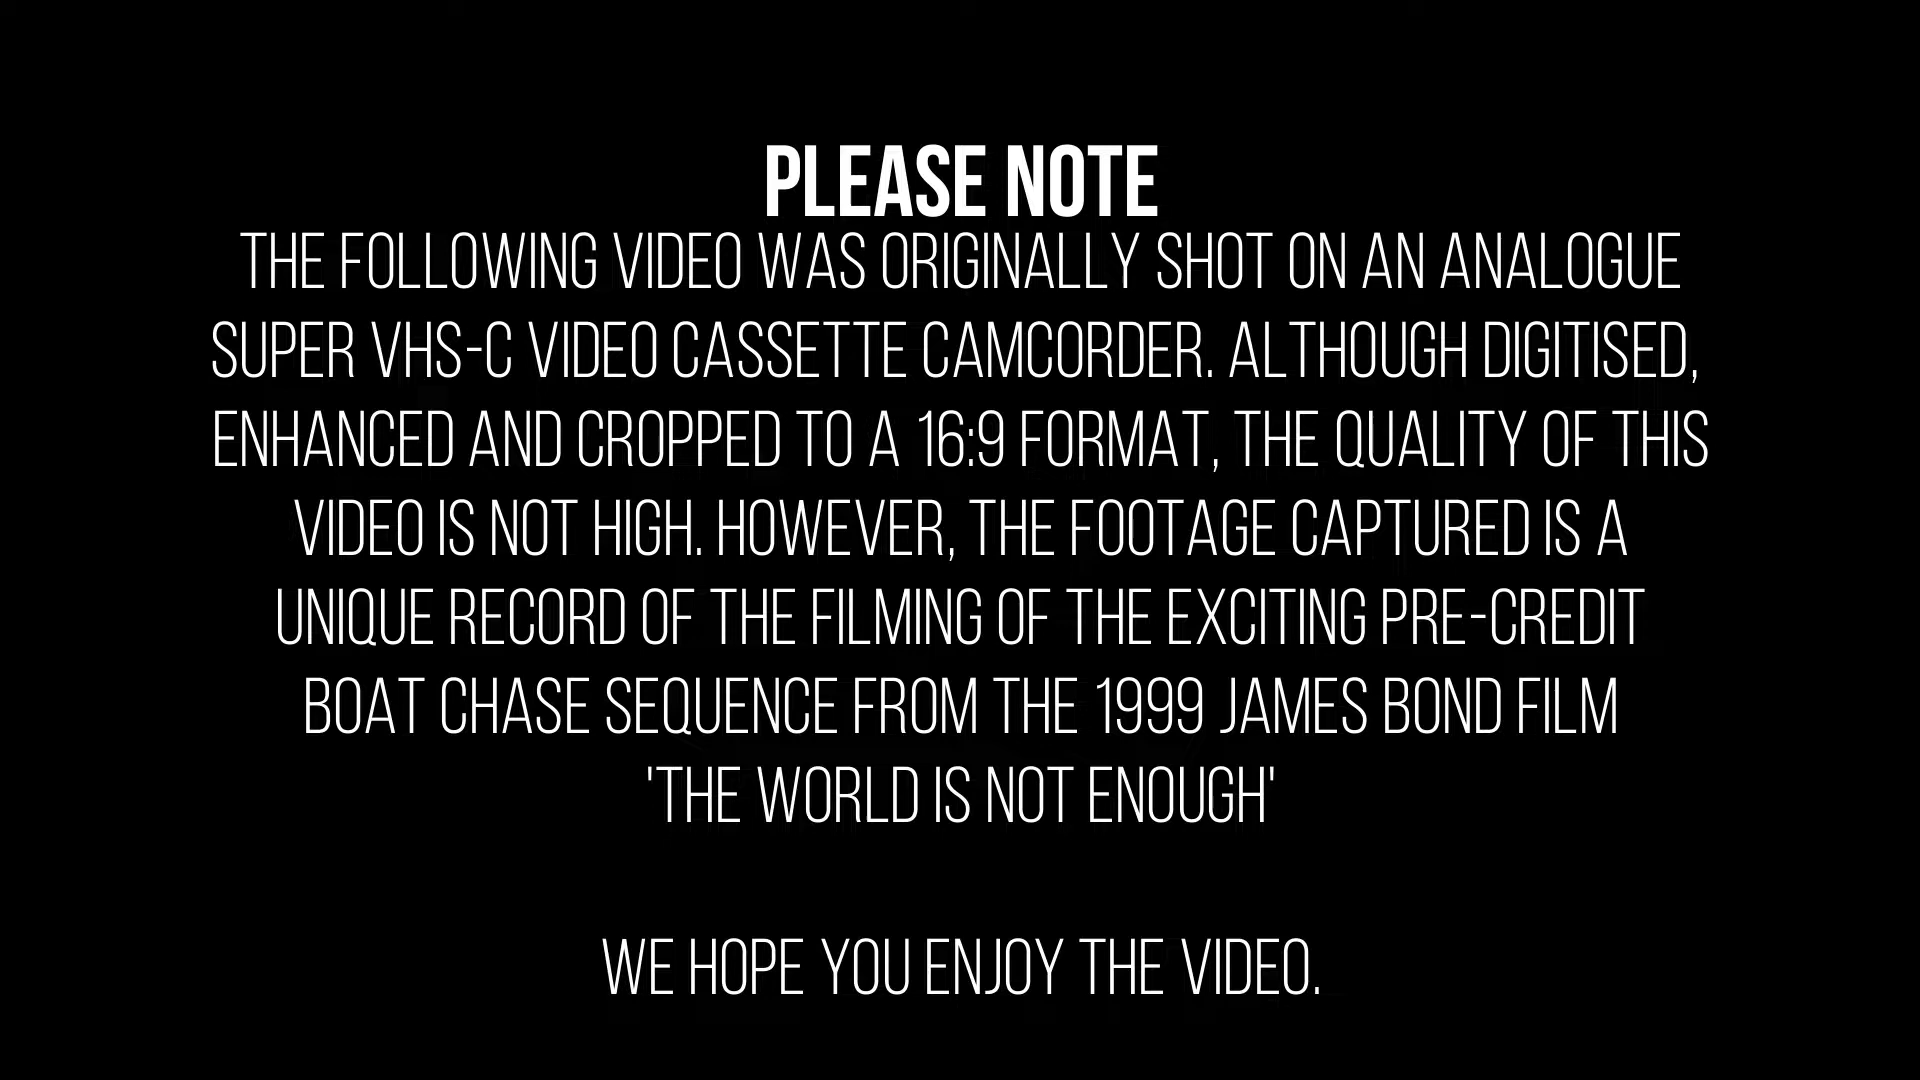 PLEASE NOTE
THE FOLLOWING VIDEO WAS ORIGINALLY SHOT ON AN ANALOGUE
SUPER VHS-C VIDEO CASSETTE CAMCORDER. ALTHOUGH DIGITISED,
ENHANCED AND CROPPED TO A 16:9 FORMAT, THE QUALITY OF THIS
VIDEO IS NOT HIGH. HOWEVER, THE FOOTAGE CAPTURED IS A
UNIQUE RECORD OF THE FILMING OF THE EXCITING PRE-CREDIT
BOAT CHASE SEQUENCE FROM THE 1999 JAMES BOND FILM
'THE WORLD IS NOT ENOUGH'
WE HOPE YOU ENJOY THE VIDEO.